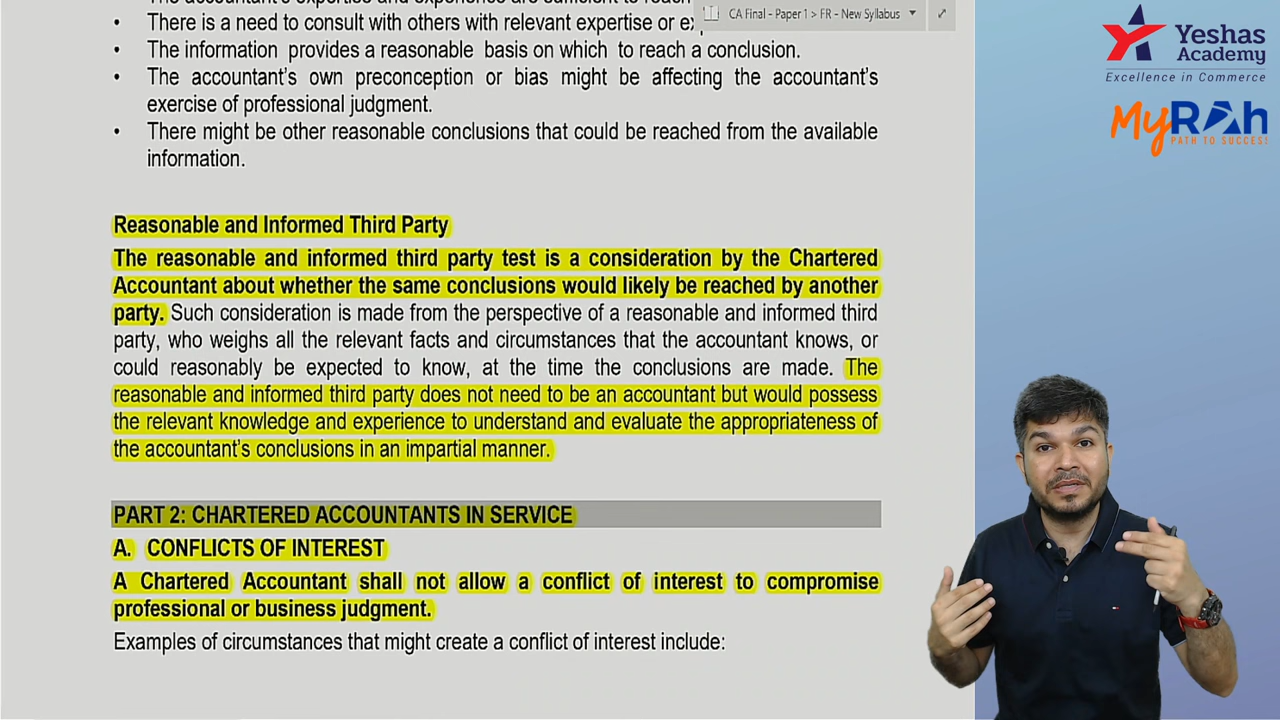 The accountant's expertise and experience are sufficient to reach
• There is a need to consult with others with relevant expertise or
• The information provides a reasonable basis on which to reach a conclusion.
• The accountant's own preconception or bias might be affecting the accountant's
exercise of professional judgment.
• There might be other reasonable conclusions that could be reached from the available
information.
Reasonable and Informed Third Party
The reasonable and informed third party test is a consideration by the Chartered
Accountant about whether the same conclusions would likely be reached by another
party. Such consideration is made from the perspective of a reasonable and informed third
party, who weighs all the relevant facts and circumstances that the accountant knows, or
could reasonably be expected to know, at the time the conclusions are made. The
reasonable and informed third party does not need to be an accountant but would possess
the relevant knowledge and experience to understand and evaluate the appropriateness of
the accountant's conclusions in an impartial manner.
PART 2: CHARTERED ACCOUNTANTS IN SERVICE
A. CONFLICTS OF INTEREST
A Chartered Accountant shall not allow a conflict of interest to compromise
professional or business judgment.
Examples of circumstances that might create a conflict of interest include:
CA Final - Paper 1 > FR - New Syllabus
Yeshas
Academy
Excellence in Commerce
MyRAh
PATH TO SUCCESS